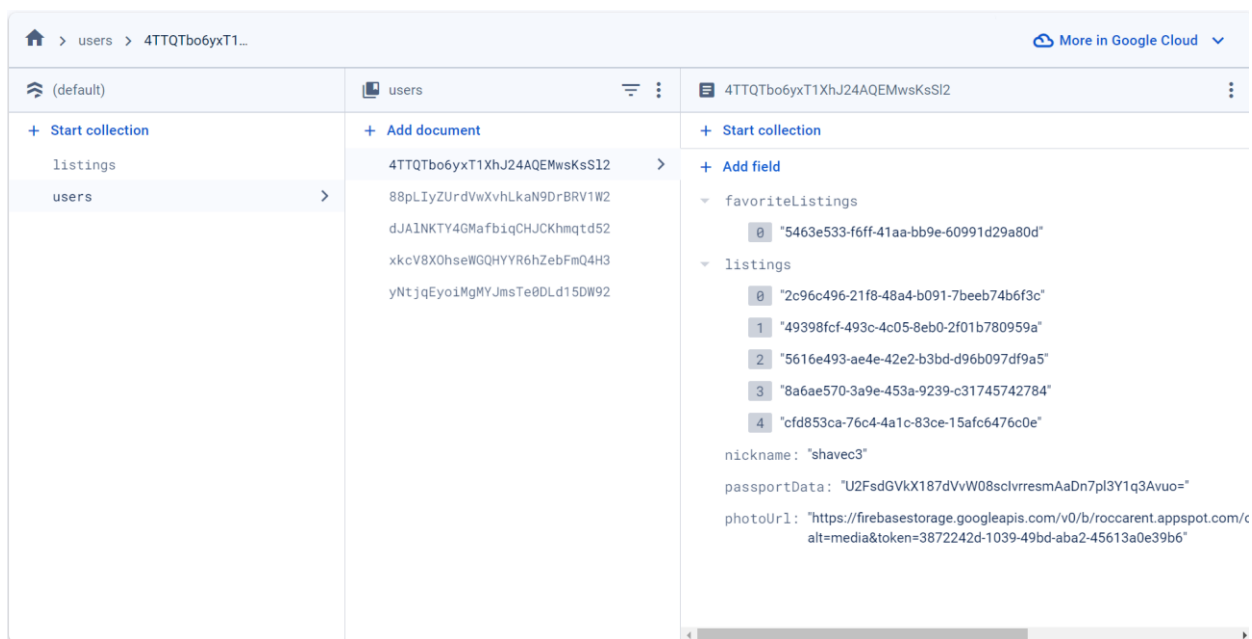 users > 4TTQTbo6yxT1...
More in Google Cloud
(default)
+ Start collection
listings
users
users
+ Add document
4TTQTbo6yxT1XhJ24AQEMwsKsSl2
88pLIyZUrdVwXvhLkaN9DrBRV1W2
dJAlNKTY4GMafbiqCHJCKhmqtd52
xkcV8XOhseWGQHYYR6hZebFmQ4H3
yNtjqEyoiMgMYJmsTe0DLd15DW92
4TTQTbo6yxT1XhJ24AQEMwsKsSl2
+ Start collection
+ Add field
favoriteListings
0 "5463e533-f6ff-41aa-bb9e-60991d29a80d"
listings
0 "2c96c496-21f8-48a4-b091-7beeb74b6f3c"
1 "49398fcf-493c-4c05-8eb0-2f01b780959a"
2 "5616e493-ae4e-42e2-b3bd-d96b097df9a5"
3 "8a6ae570-3a9e-453a-9239-c31745742784"
4 "cfd853ca-76c4-4a1c-83ce-15afc6476c0e"
nickname: "shavec3"
passportData: "U2FsdGVkX187dVvW08scIvrresmAaDn7pl3Y1q3Avuo="
photoUrl: "https://firebasestorage.googleapis.com/v0/b/roccarent.appspot.com/
alt=media&token=3872242d-1039-49bd-aba2-45613a0e39b6"